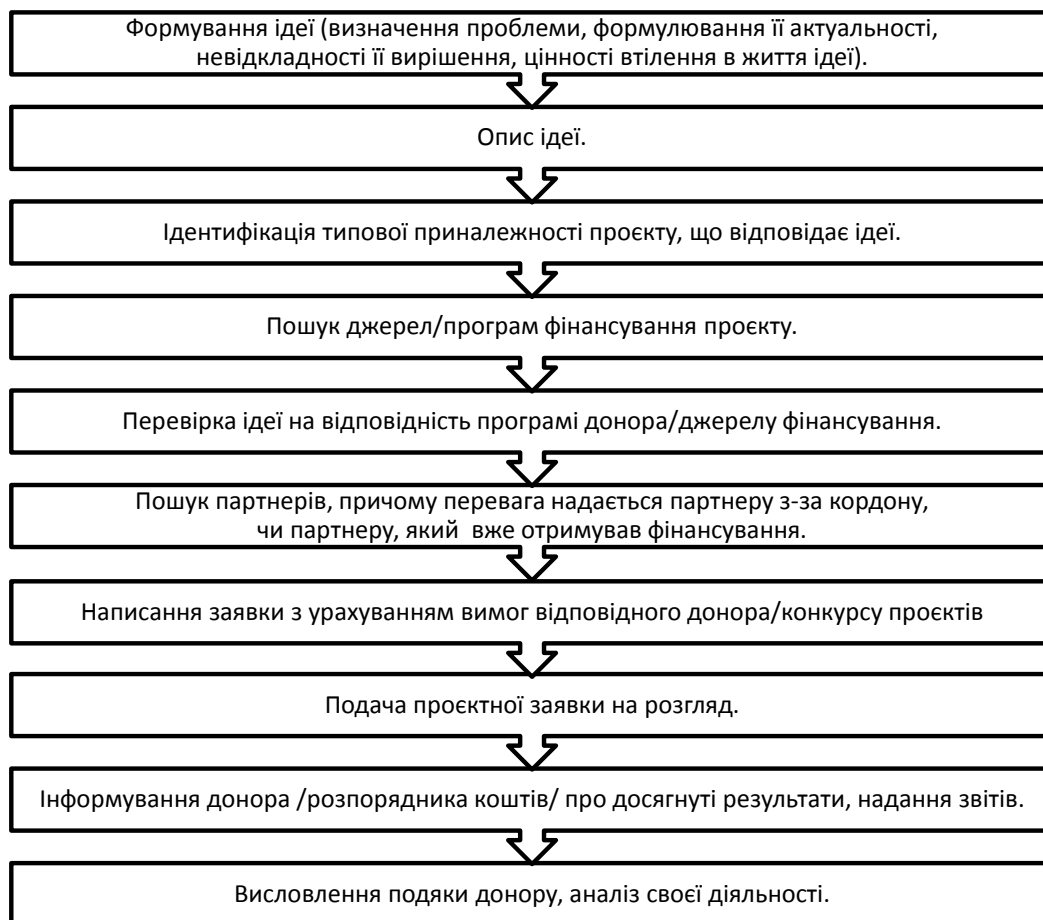 Формування ідеї (визначення проблеми, формулювання її актуальності,
невідкладності її вирішення, цінності втілення в життя ідеї).
Опис ідеї.
Ідентифікація типової приналежності проєкту, що відповідає ідеї.
Пошук джерел/програм фінансування проєкту.
Перевірка ідеї на відповідність програмі донора/джерелу фінансування.
Пошук партнерів, причому перевага надається партнеру з-за кордону,
чи партнеру, який вже отримував фінансування.
Написання заявки з урахуванням вимог відповідного донора/конкурсу проєктів
Подача проєктної заявки на розгляд.
Інформування донора /розпорядника коштів/ про досягнуті результати, надання звітів.
Висловлення подяки донору, аналіз своєї діяльності.